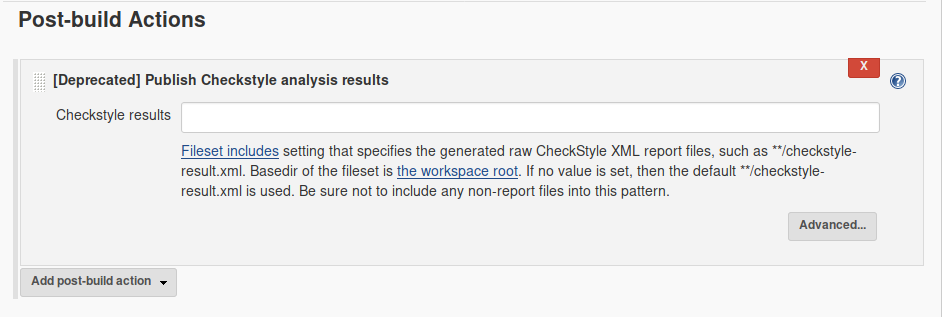 Post-build Actions
X
[Deprecated] Publish Checkstyle analysis results
?
Checkstyle results
Fileset includes setting that specifies the generated raw CheckStyle XML report files, such as **/checkstyle-
result.xml. Basedir of the fileset is the workspace root. If no value is set, then the default **/checkstyle-
result.xml is used. Be sure not to include any non-report files into this pattern.
Advanced...
Add post-build action